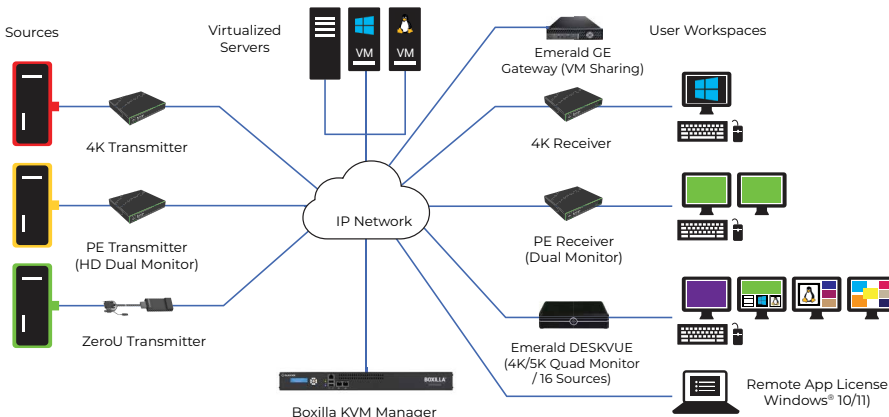 Sources
Virtualized
Servers
User Workspaces
VM
VM
Emerald GE
Gateway (VM Sharing)
4K Transmitter
4K Receiver
IP Network
PE Transmitter
(HD Dual Monitor)
PE Receiver
(Dual Monitor)
ZeroU Transmitter
Emerald DESKVUE
(4K/5K Quad Monitor
/ 16 Sources)
BOXILLA
Boxilla KVM Manager
Remote App License
Windows® 10/11)